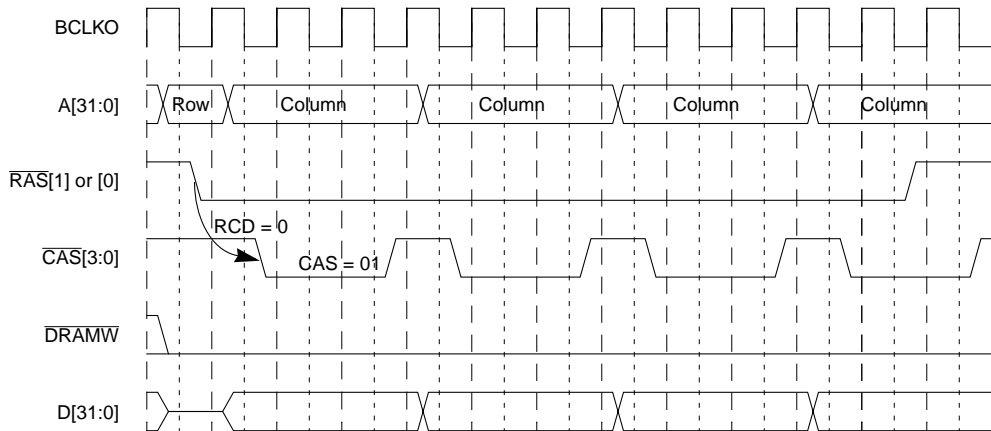 BCLKO
A[31:0]
Row
Column
Column
Column
Column
RAS[1] or [0]
RCD = 0
CAS[3:0]
CAS = 01
DRAMW
D[31:0]